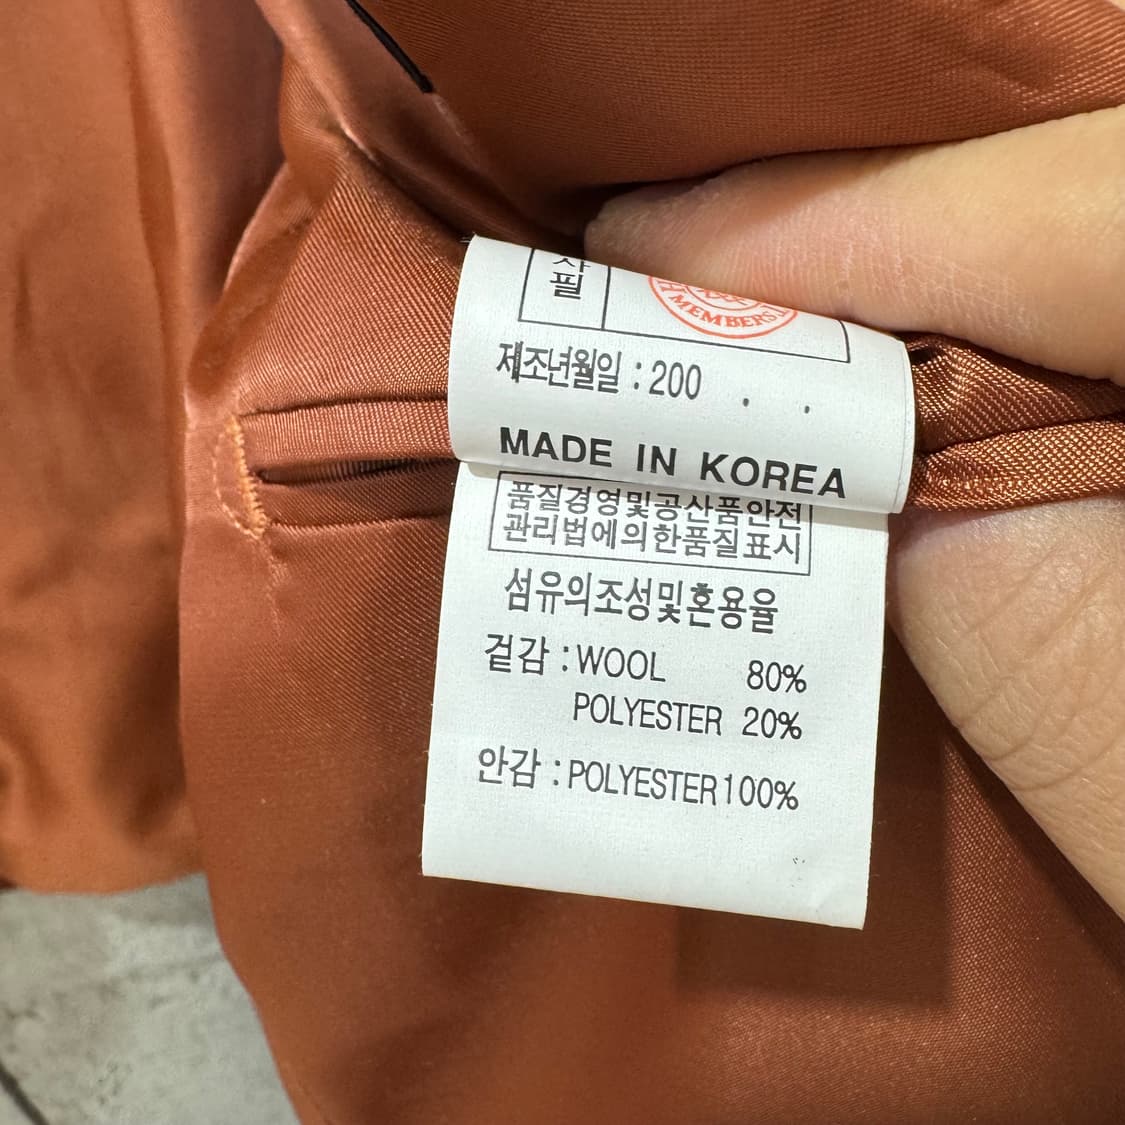 필
MEMBERS
제조년월일 : 200 . .
MADE IN KOREA
품질경영및공산품안전
관리법에의한품질표시
섬유의조성및혼용율
겉감 : WOOL 80%
POLYESTER 20%
안감 : POLYESTER 100%